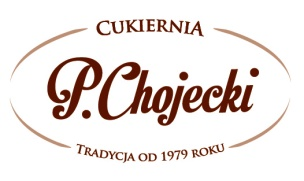 CUKIERNIA
P.Chojecki
TRADYCJA OD 1979 ROKU